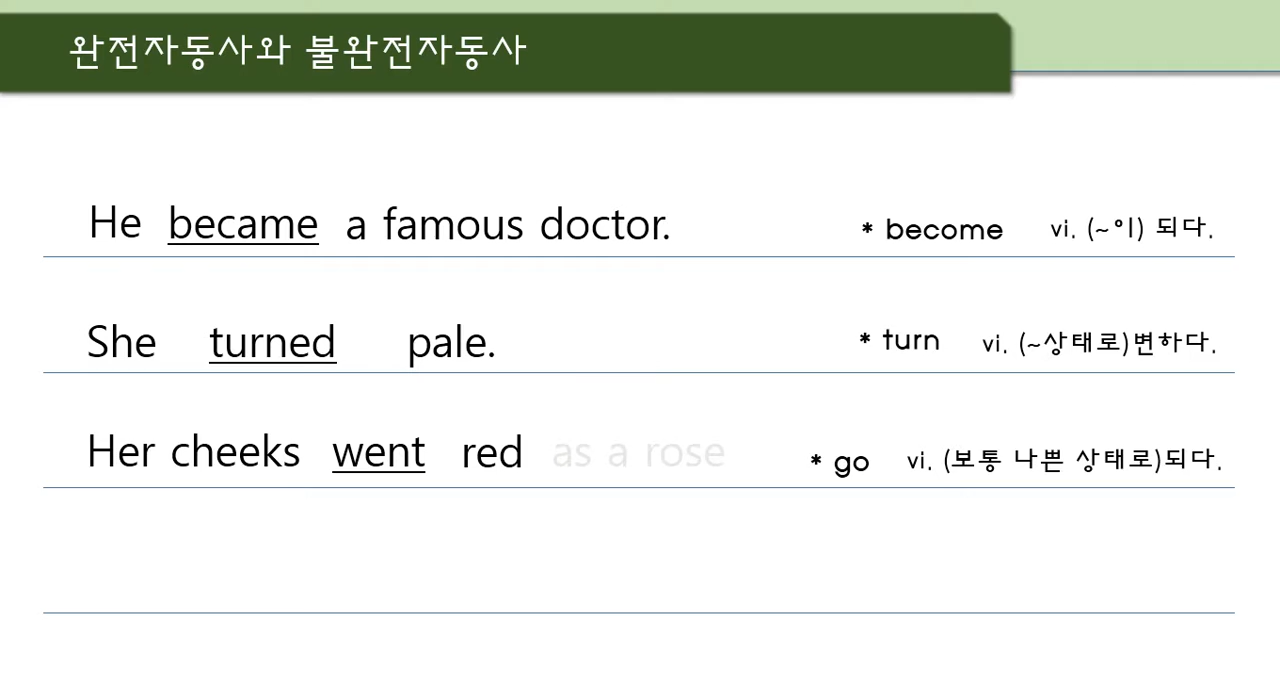 완전자동사와 불완전자동사
He became a famous doctor. * become vi. (~이) 되다.
She turned pale. * turn vi. (~상태로)변하다.
Her cheeks went red as a rose * go vi. (보통 나쁜 상태로)되다.